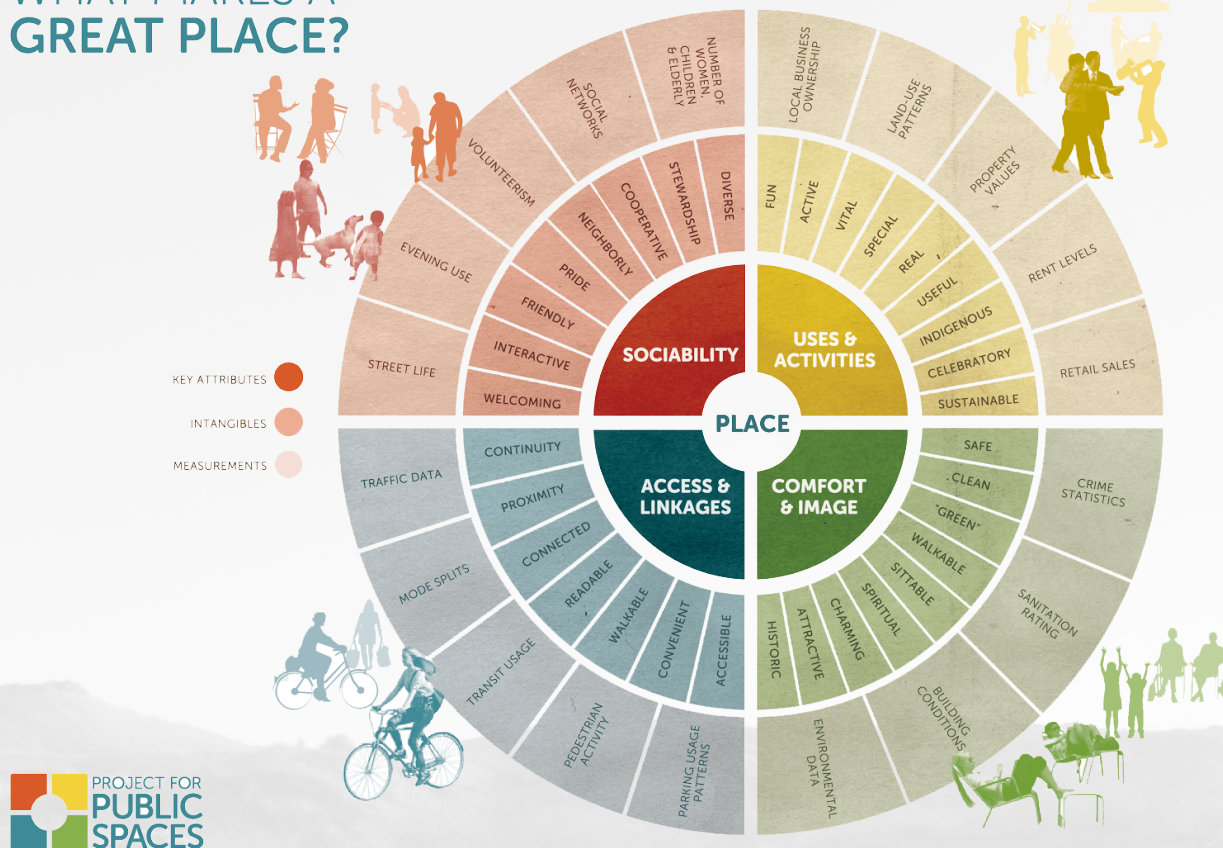 WHAT MAKES A
GREAT PLACE?
NUMBER OF
WOMEN,
CHILDREN
& ELDERLY
SOCIAL
NETWORKS
VOLUNTEERISM
EVENING USE
STREET LIFE
LOCAL BUSINESS
OWNERSHIP
LAND-USE
PATTERNS
PROPERTY
VALUES
RENT LEVELS
RETAIL SALES
DIVERSE
STEWARDSHIP
COOPERATIVE
NEIGHBORLY
PRIDE
FRIENDLY
INTERACTIVE
WELCOMING
FUN
ACTIVE
VITAL
SPECIAL
REAL
USEFUL
INDIGENOUS
CELEBRATORY
SUSTAINABLE
SOCIABILITY
USES &
ACTIVITIES
PLACE
ACCESS &
LINKAGES
COMFORT
& IMAGE
KEY ATTRIBUTES
INTANGIBLES
MEASUREMENTS
CONTINUITY
PROXIMITY
CONNECTED
READABLE
WALKABLE
CONVENIENT
ACCESSIBLE
SAFE
CLEAN
"GREEN"
WALKABLE
SITTABLE
SPIRITUAL
CHARMING
ATTRACTIVE
HISTORIC
TRAFFIC DATA
MODE SPLITS
TRANSIT USAGE
PEDESTRIAN
ACTIVITY
PARKING USAGE
PATTERNS
CRIME
STATISTICS
SANITATION
RATING
BUILDING
CONDITIONS
ENVIRONMENTAL
DATA
PROJECT FOR
PUBLIC
SPACES